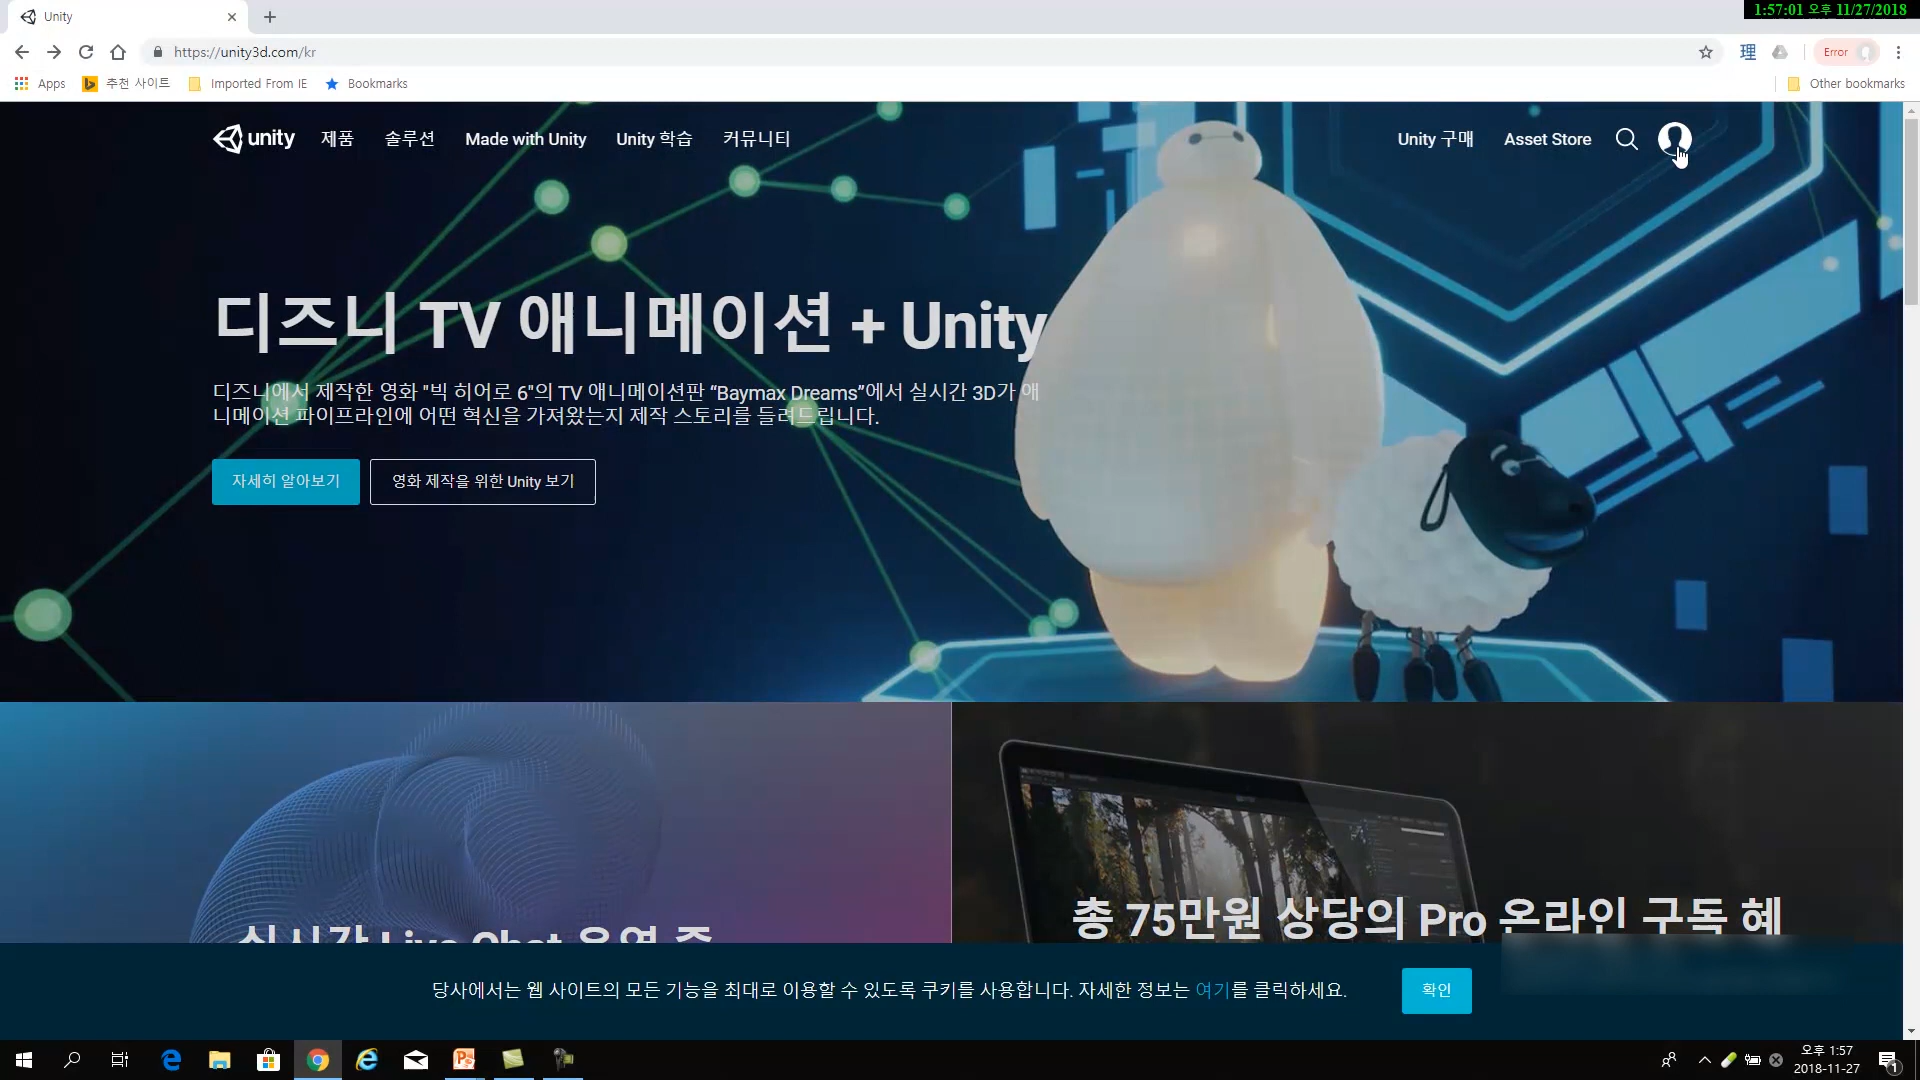 Unity
1:57:01 오후 11/27/2018
https://unity3d.com/kr
理
Error
Apps
추천 사이트
Imported From IE
Bookmarks
Other bookmarks
unity
제품
솔루션
Made with Unity
Unity 학습
커뮤니티
Unity 구매
Asset Store
디즈니 TV 애니메이션 + Unity
디즈니에서 제작한 영화 "빅 히어로 6"의 TV 애니메이션판 “Baymax Dreams”에서 실시간 3D가 애
니메이션 파이프라인에 어떤 혁신을 가져왔는지 제작 스토리를 들려드립니다.
자세히 알아보기
영화 제작을 위한 Unity 보기
실시간 Live Chat 운영 중
총 75만원 상당의 Pro 온라인 구독 혜
당사에서는 웹 사이트의 모든 기능을 최대로 이용할 수 있도록 쿠키를 사용합니다. 자세한 정보는 여기를 클릭하세요.
확인
오후 1:57
2018-11-27
1